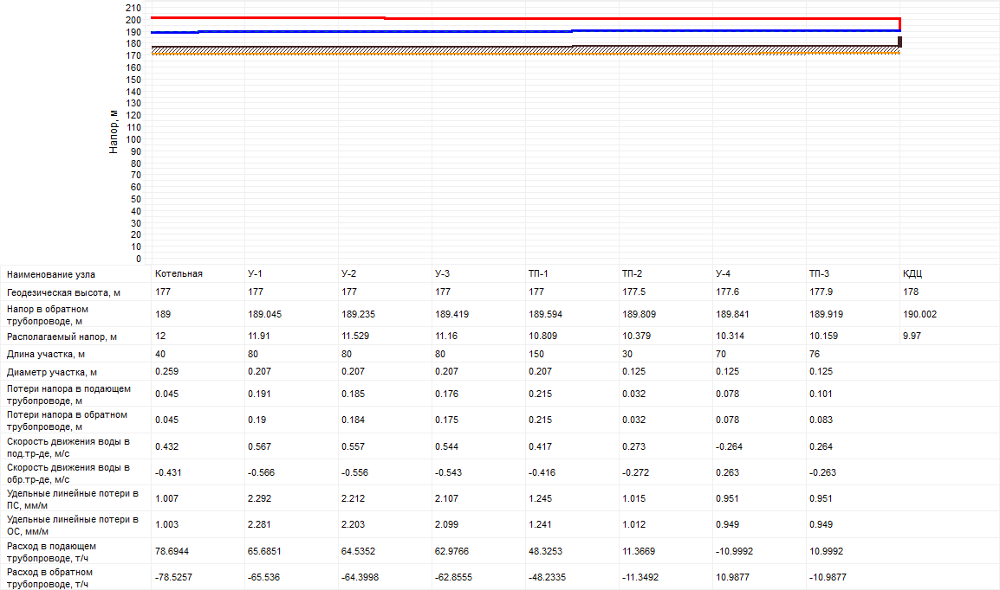 210
200
190
180
170
160
150
140
130
120
110
100
90
80
70
60
50
40
30
20
10
0
Напор, м
Наименование узла Котельная У-1 У-2 У-3 ТП-1 ТП-2 У-4 ТП-3 КДЦ
Геодезическая высота, м 177 177 177 177 177 177.5 177.6 177.9 178
Напор в обратном
трубопроводе, м 189 189.045 189.235 189.419 189.594 189.809 189.841 189.919 190.002
Располагаемый напор, м 12 11.91 11.529 11.16 10.809 10.379 10.314 10.159 9.97
Длина участка, м 40 80 80 80 150 30 70 76
Диаметр участка, м 0.259 0.207 0.207 0.207 0.207 0.125 0.125 0.125
Потери напора в подающем
трубопроводе, м 0.045 0.191 0.185 0.176 0.215 0.032 0.078 0.101
Потери напора в обратном
трубопроводе, м 0.045 0.19 0.184 0.175 0.215 0.032 0.078 0.083
Скорость движения воды в
под.тр-де, м/с 0.432 0.567 0.557 0.544 0.417 0.273 -0.264 0.264
Скорость движения воды в
обр.тр-де, м/с -0.431 -0.566 -0.556 -0.543 -0.416 -0.272 0.263 -0.263
Удельные линейные потери в
ПС, мм/м 1.007 2.292 2.212 2.107 1.245 1.015 0.951 0.951
Удельные линейные потери в
ОС, мм/м 1.003 2.281 2.203 2.099 1.241 1.012 0.949 0.949
Расход в подающем
трубопроводе, т/ч 78.6944 65.6851 64.5352 62.9766 48.3253 11.3669 -10.9992 10.9992
Расход в обратном
трубопроводе, т/ч -78.5257 -65.536 -64.3998 -62.8555 -48.2335 -11.3492 10.9877 -10.9877